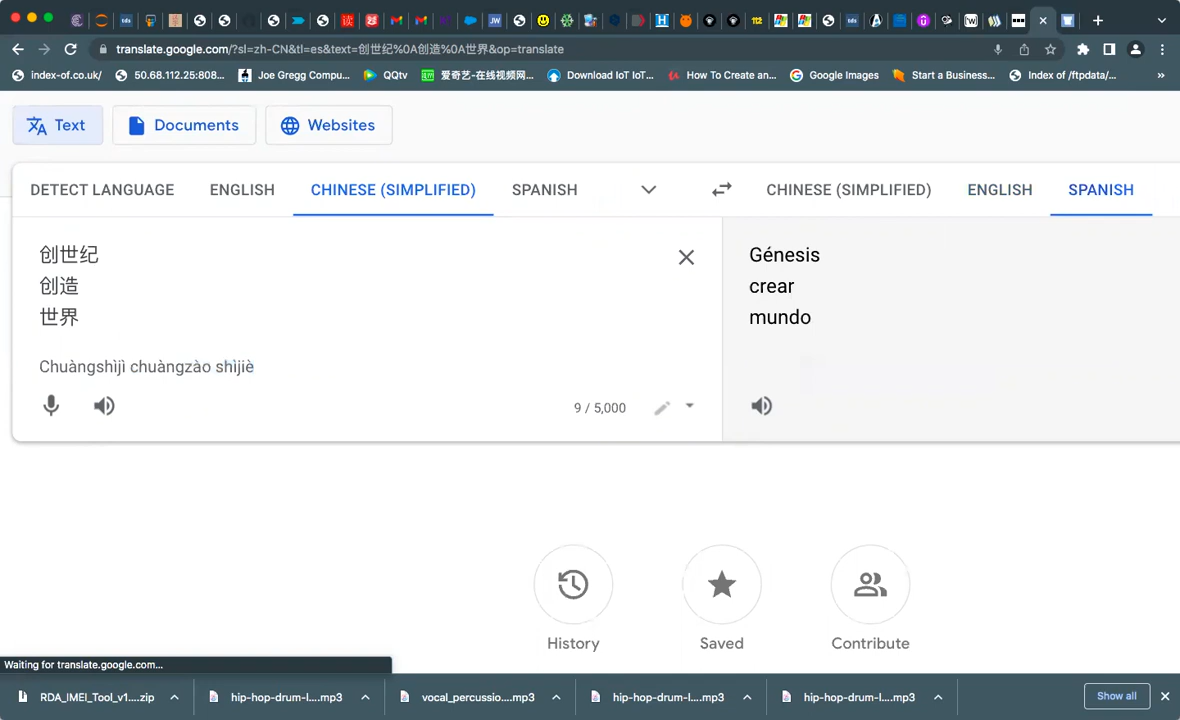 translate.google.com/?sl=zh-CN&tl=es&text=创世纪%0A创造%0A世界&op=translate
index-of.co.uk/
50.68.112.25:808...
Joe Gregg Compu...
QQtv
爱奇艺-在线视频网...
Download IoT IoT...
How To Create an...
Google Images
Start a Business...
Index of /ftpdata/...
»
Text
Documents
Websites
DETECT LANGUAGE
ENGLISH
CHINESE (SIMPLIFIED)
SPANISH
CHINESE (SIMPLIFIED)
ENGLISH
SPANISH
创世纪
创造
世界
Chuàngshìjì chuàngzào shìjiè
9 / 5,000
Génesis
crear
mundo
History
Saved
Contribute
Waiting for translate.google.com...
RDA_IMEI_Tool_v1....zip
hip-hop-drum-l....mp3
vocal_percussio....mp3
hip-hop-drum-l....mp3
hip-hop-drum-l....mp3
Show all